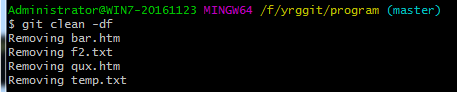 Administrator@WIN7-20161123 MINGW64 /f/yrggit/program (master)
$ git clean -df
Removing bar.htm
Removing f2.txt
Removing qux.htm
Removing temp.txt